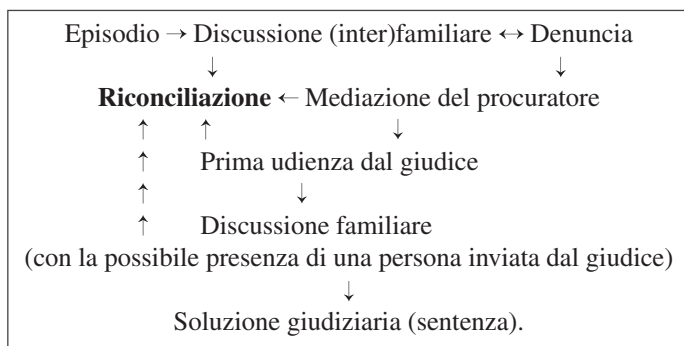 Episodio → Discussione (inter)familiare ↔ Denuncia
↓ ↓
Riconciliazione ← Mediazione del procuratore
↑ ↑ ↓
↑ Prima udienza dal giudice
↑ ↓
↑ Discussione familiare
(con la possibile presenza di una persona inviata dal giudice)
↓
Soluzione giudiziaria (sentenza).